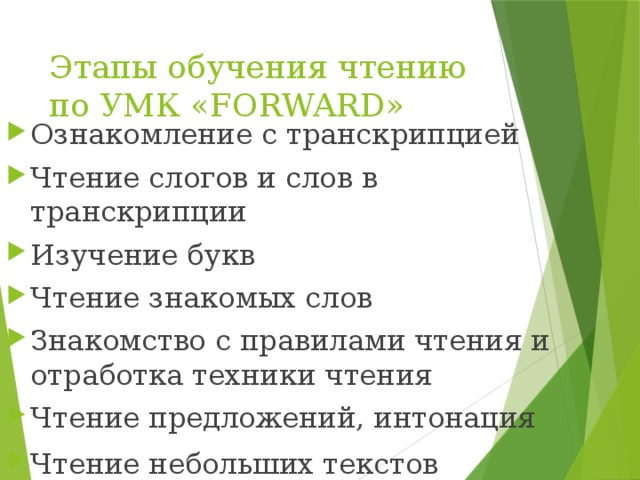 Этапы обучения чтению
по УМК «FORWARD»
Ознакомление с транскрипцией
Чтение слогов и слов в
транскрипции
Изучение букв
Чтение знакомых слов
Знакомство с правилами чтения и
отработка техники чтения
Чтение предложений, интонация
Чтение небольших текстов